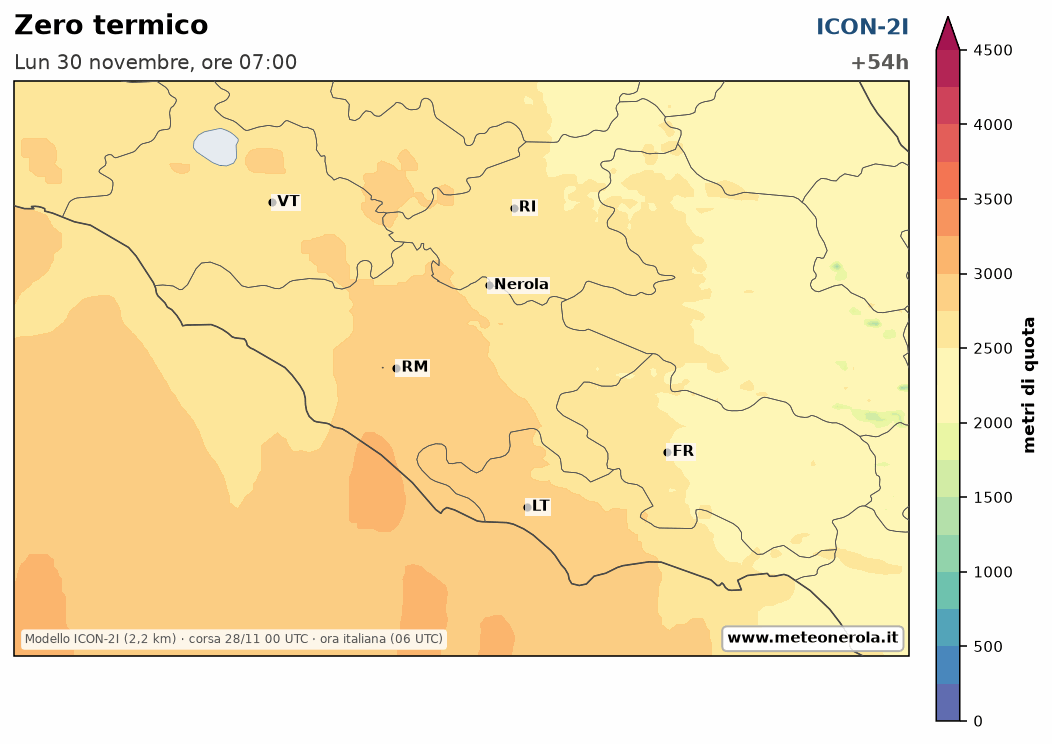 Zero termico
ICON-2I
Lun 30 novembre, ore 07:00
+54h
4500
4000
3500
3000
2500
2000
1500
1000
500
0
metri di quota
VT
RI
Nerola
RM
FR
LT
Modello ICON-2I (2,2 km) · corsa 28/11 00 UTC · ora italiana (06 UTC)
www.meteonerola.it